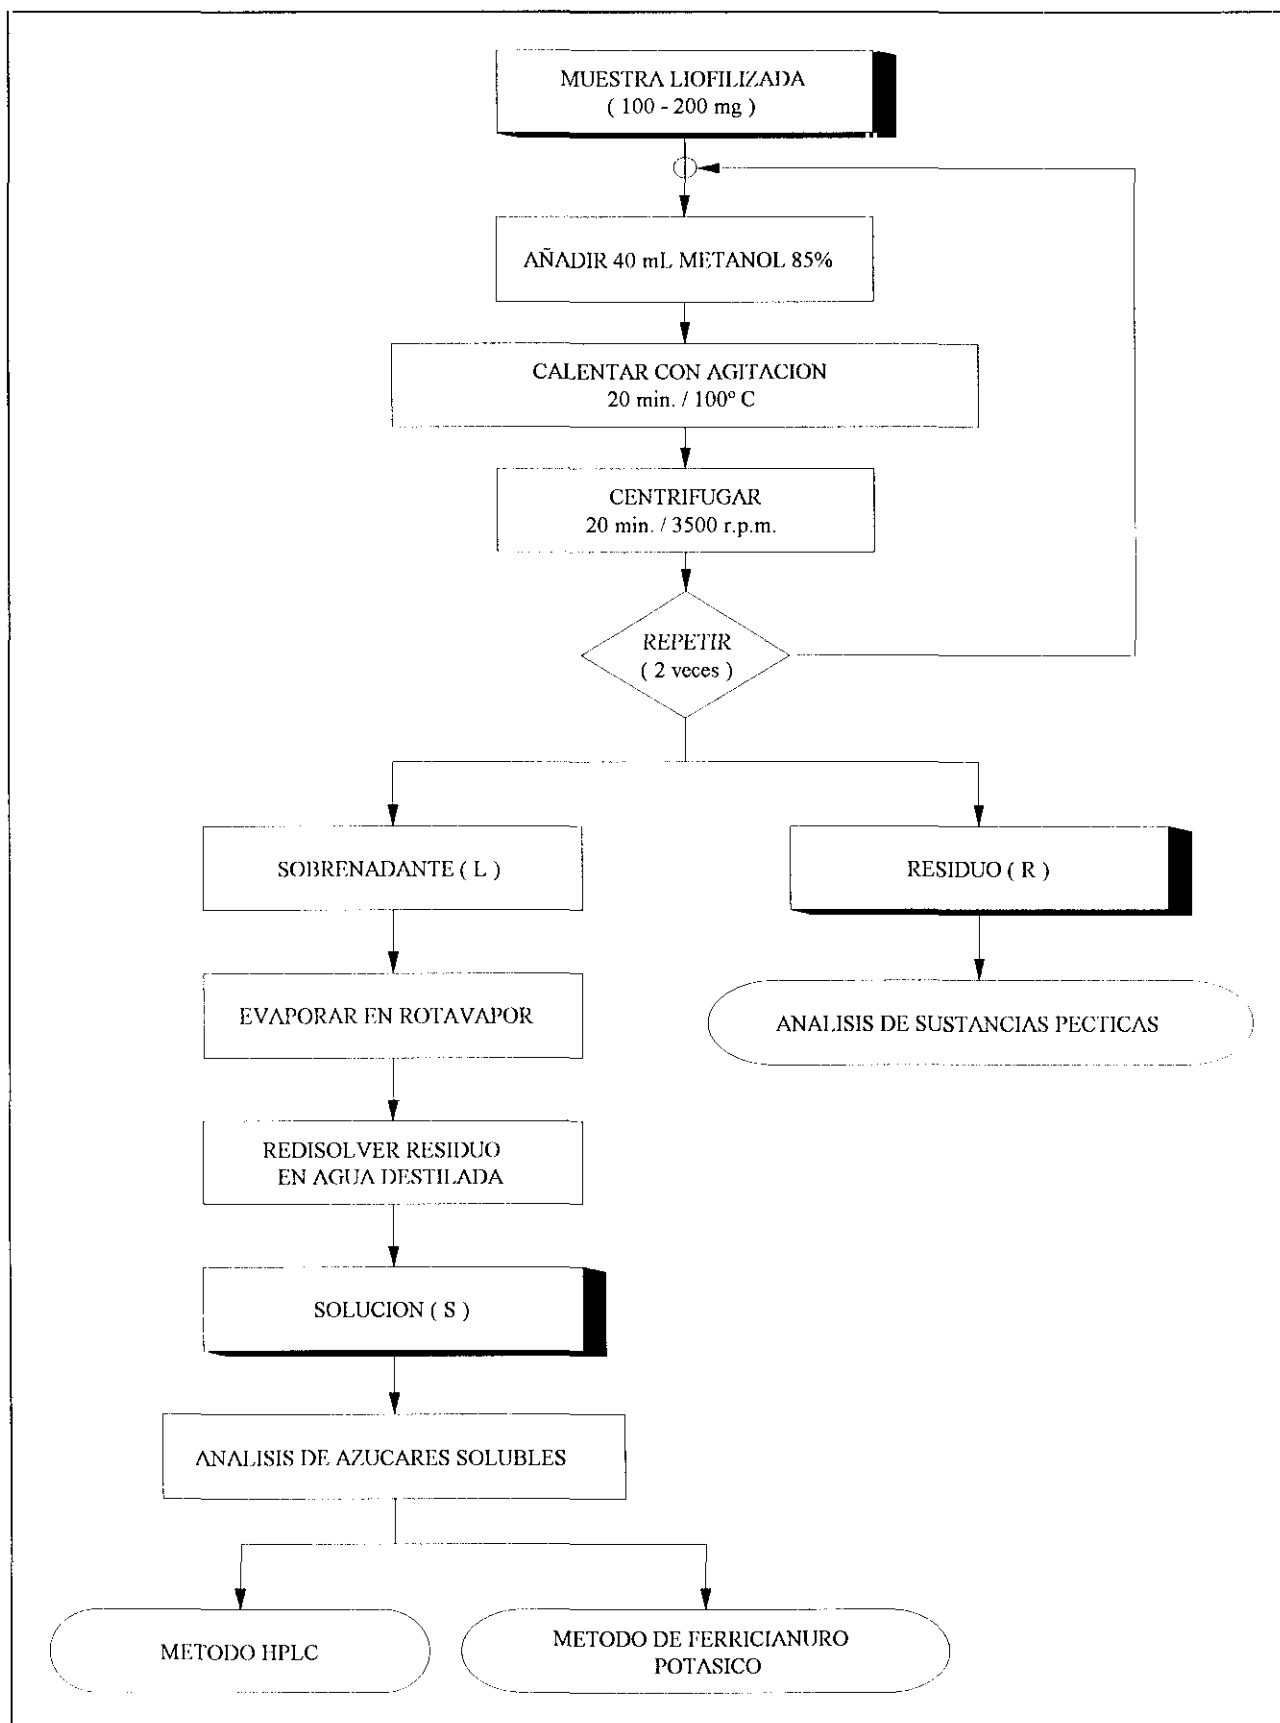 MUESTRA LIOFILIZADA
( 100 - 200 mg )
AÑADIR 40 mL METANOL 85%
CALENTAR CON AGITACION
20 min. / 100º C
CENTRIFUGAR
20 min. / 3500 r.p.m.
REPETIR
( 2 veces )
SOBRENADANTE ( L )
RESIDUO ( R )
EVAPORAR EN ROTAVAPOR
ANALISIS DE SUSTANCIAS PECTICAS
REDISOLVER RESIDUO
EN AGUA DESTILADA
SOLUCION ( S )
ANALISIS DE AZUCARES SOLUBLES
METODO HPLC
METODO DE FERRICIANURO
POTASICO